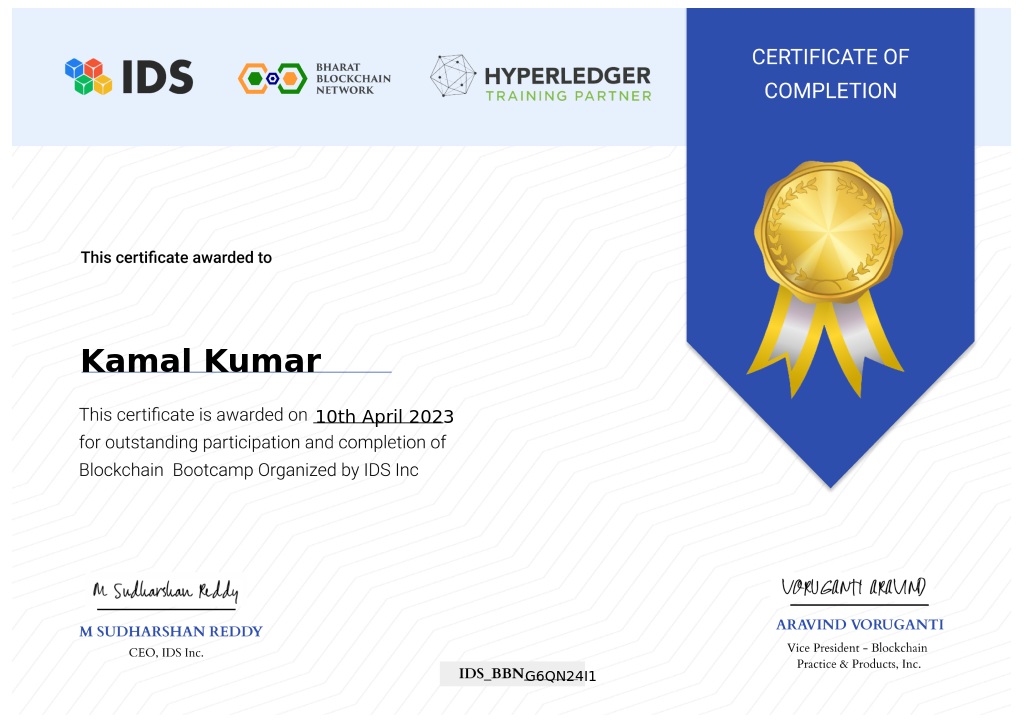 IDS
BHARAT
BLOCKCHAIN
NETWORK
HYPERLEDGER
TRAINING PARTNER
CERTIFICATE OF
COMPLETION
This certificate awarded to
Kamal Kumar
This certificate is awarded on 10th April 2023
for outstanding participation and completion of
Blockchain Bootcamp Organized by IDS Inc
M Sudharshan Reddy
M SUDHARSHAN REDDY
CEO, IDS Inc.
VORUGANTI ARAVIND
ARAVIND VORUGANTI
Vice President - Blockchain
Practice & Products, Inc.
IDS_BBN_G6QN24I1